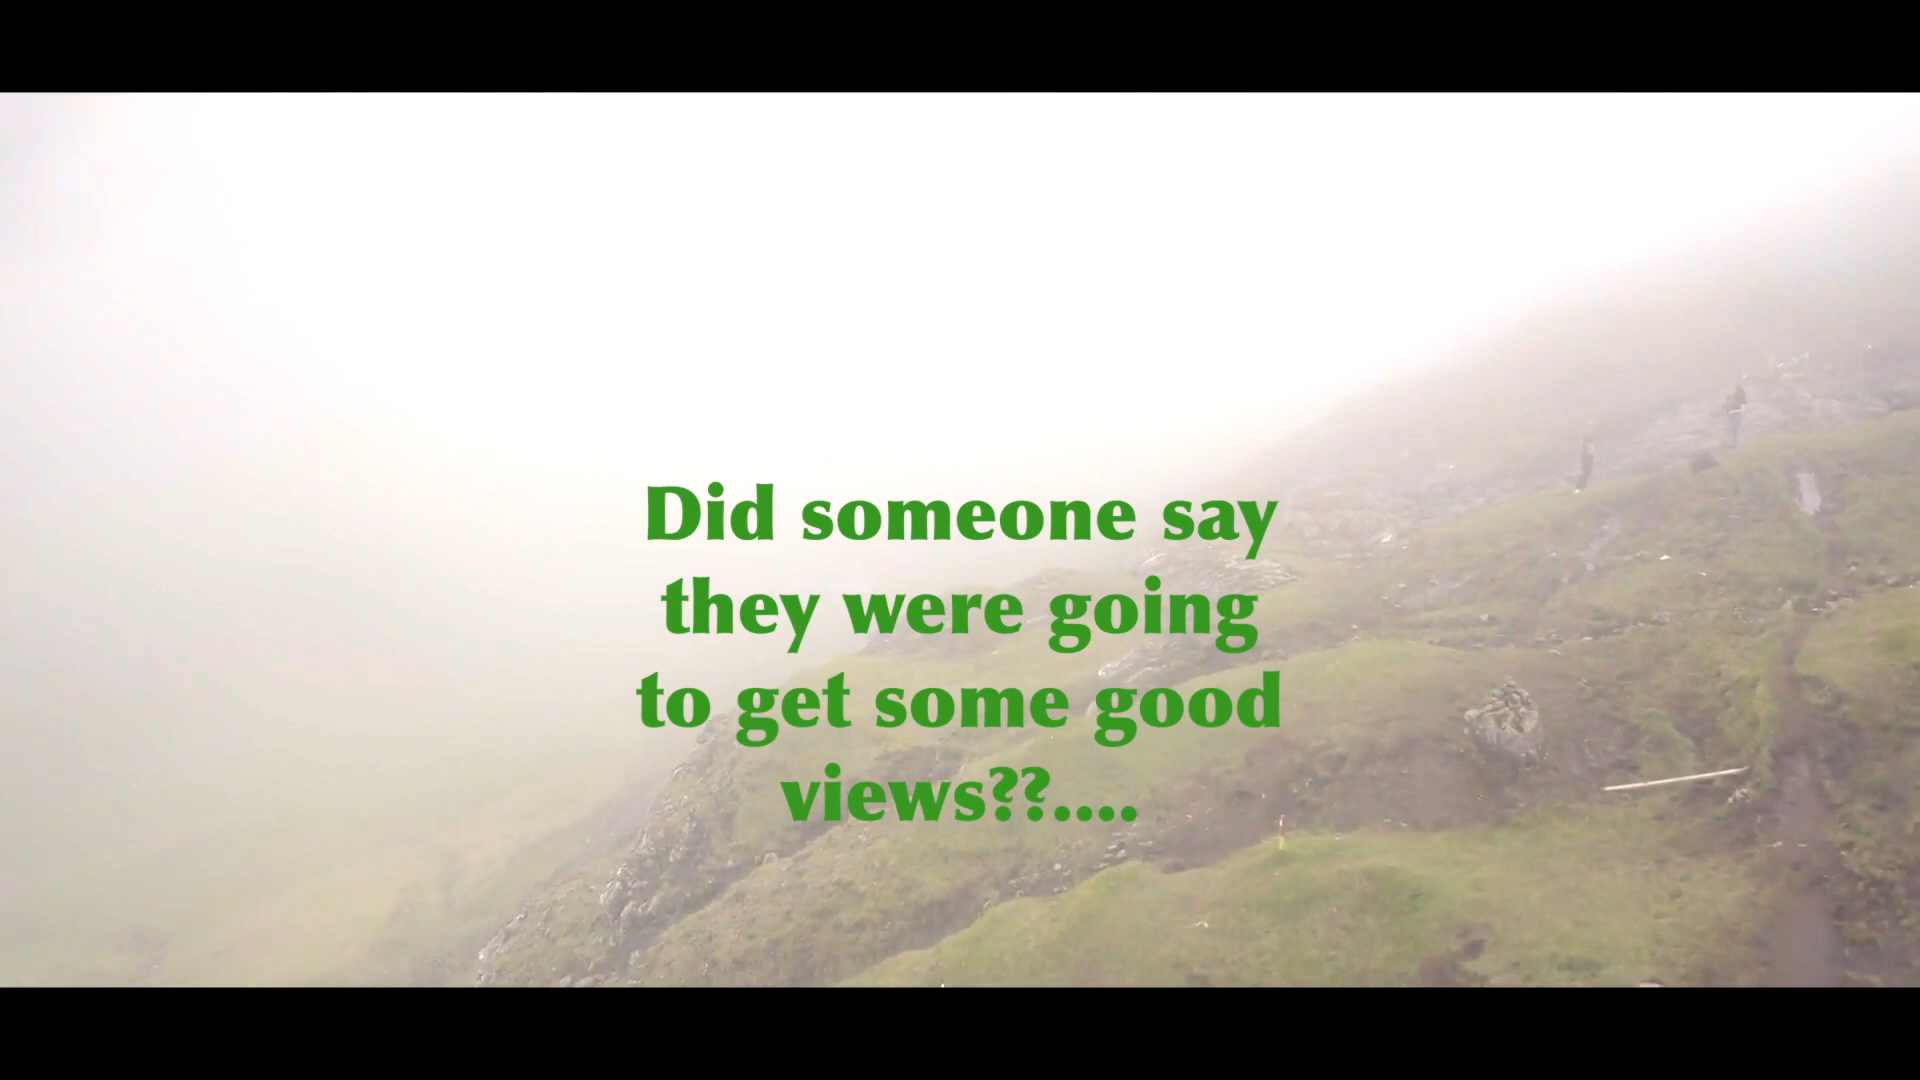 Did someone say
they were going
to get some good
views??....